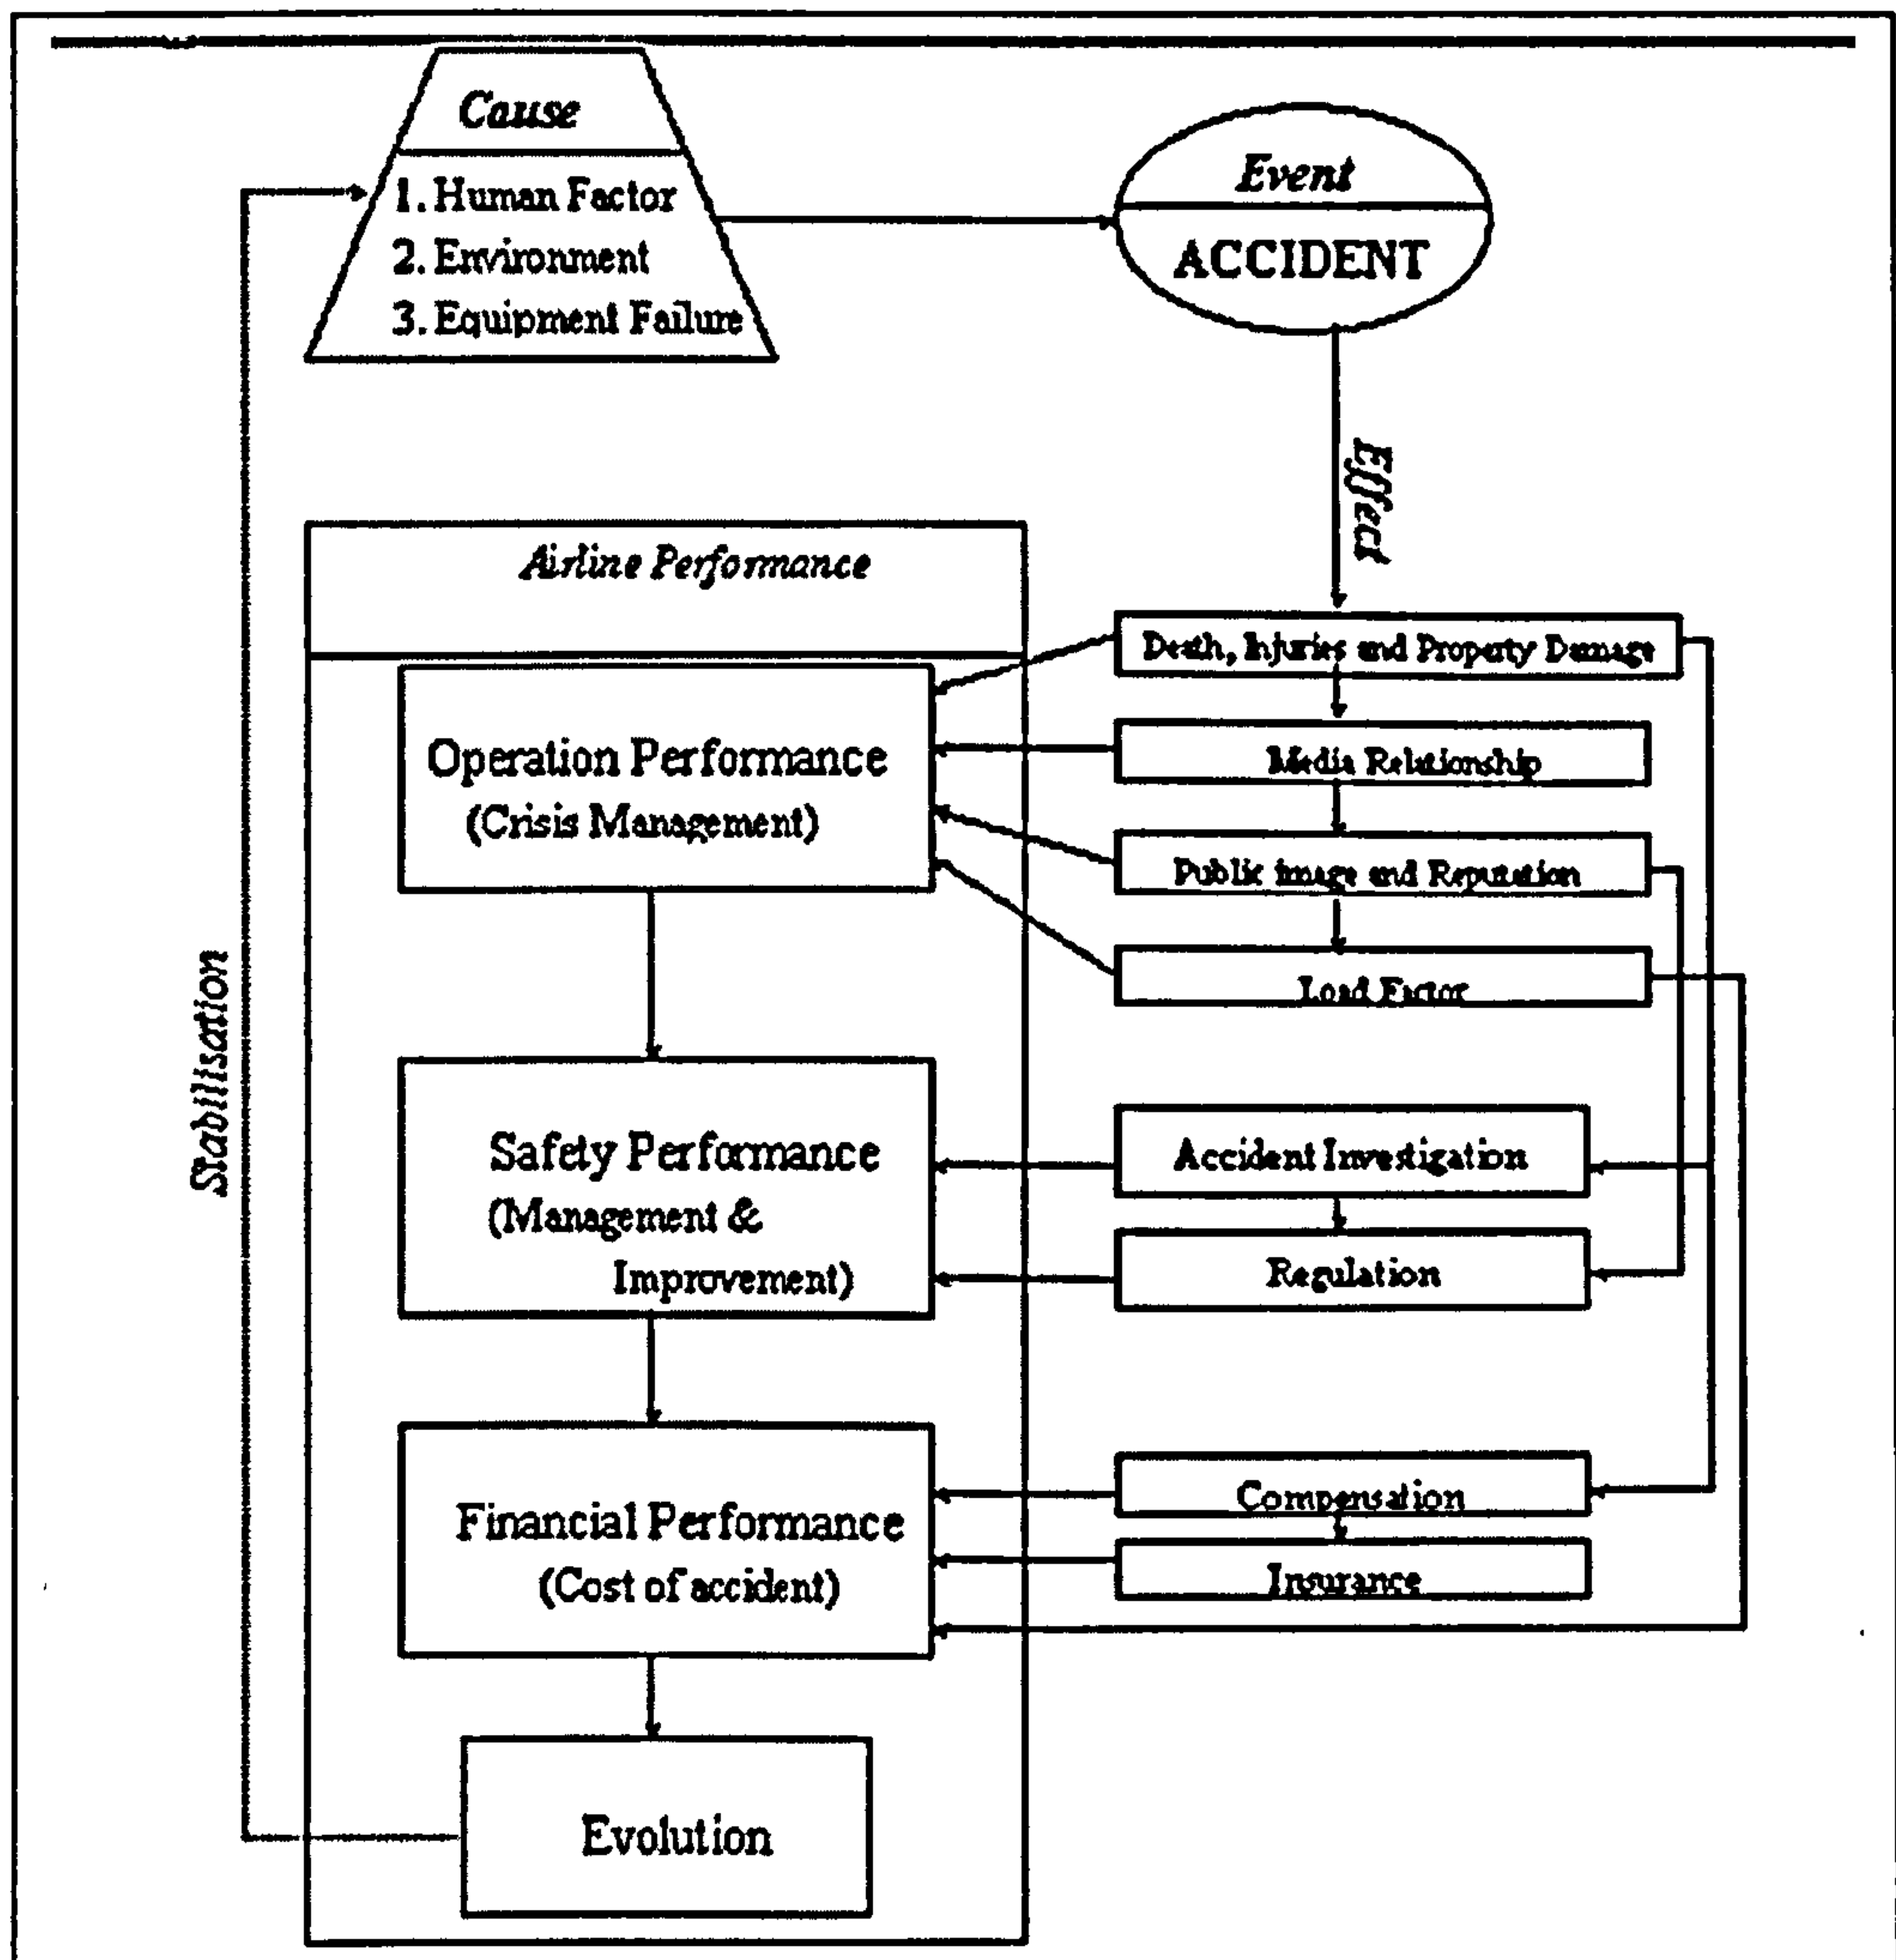 Cause
1. Human Factor
2. Environment
3. Equipment Failure
Event
ACCIDENT
Effect
Airline Performance
Death, Injuries and Property Damage
Operation Performance
(Crisis Management)
Media Relationship
Public image and Reputation
Load Factor
Stabilisation
Safety Performance
(Management &
Improvement)
Accident Investigation
Regulation
Financial Performance
(Cost of accident)
Compensation
Insurance
Evolution